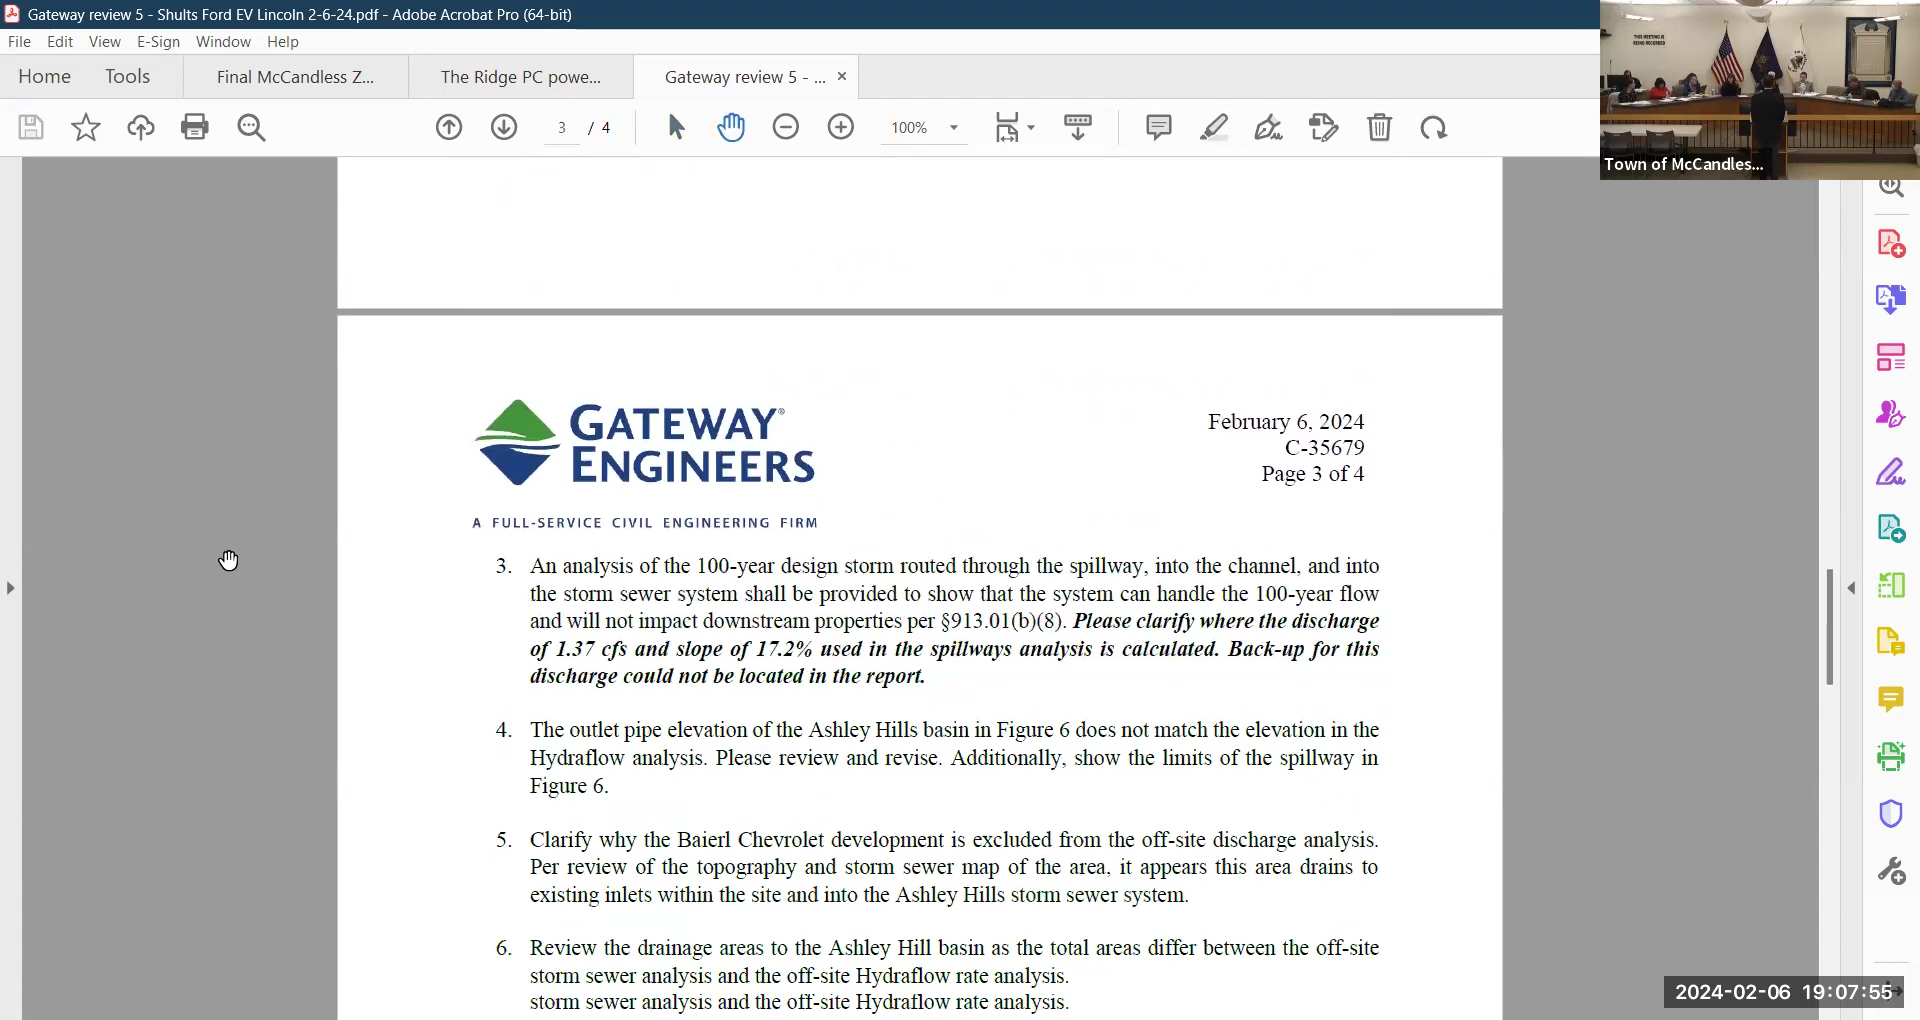 Gateway review 5 - Shults Ford EV Lincoln 2-6-24.pdf - Adobe Acrobat Pro (64-bit)
File Edit View E-Sign Window Help
Home Tools Final McCandless Z... The Ridge PC powe... Gateway review 5 - ... ×
3 / 4 100%
THIS MEETING IS
BEING RECORDED
Town of McCandles...
GATEWAY®
ENGINEERS
A FULL-SERVICE CIVIL ENGINEERING FIRM
February 6, 2024
C-35679
Page 3 of 4
3. An analysis of the 100-year design storm routed through the spillway, into the channel, and into
the storm sewer system shall be provided to show that the system can handle the 100-year flow
and will not impact downstream properties per §913.01(b)(8). Please clarify where the discharge
of 1.37 cfs and slope of 17.2% used in the spillways analysis is calculated. Back-up for this
discharge could not be located in the report.
4. The outlet pipe elevation of the Ashley Hills basin in Figure 6 does not match the elevation in the
Hydraflow analysis. Please review and revise. Additionally, show the limits of the spillway in
Figure 6.
5. Clarify why the Baierl Chevrolet development is excluded from the off-site discharge analysis.
Per review of the topography and storm sewer map of the area, it appears this area drains to
existing inlets within the site and into the Ashley Hills storm sewer system.
6. Review the drainage areas to the Ashley Hill basin as the total areas differ between the off-site
storm sewer analysis and the off-site Hydraflow rate analysis.
storm sewer analysis and the off-site Hydraflow rate analysis.
2024-02-06 19:07:55